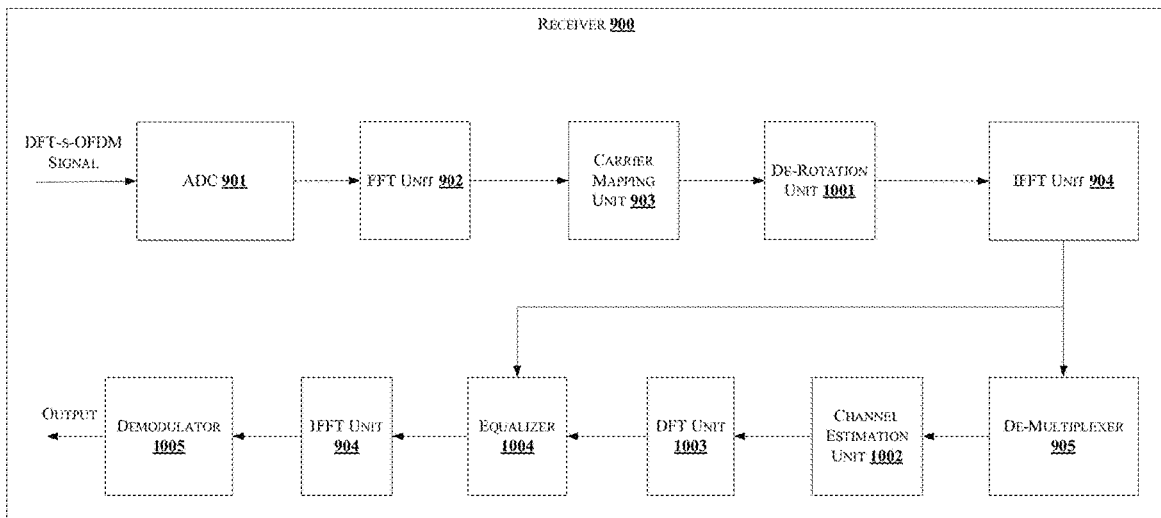 RECEIVER 900
DFT-S-OFDM
SIGNAL
ADC 901
FFT UNIT 902
CARRIER
MAPPING
UNIT 903
DE-ROTATION
UNIT 1001
IFFT UNIT 904
OUTPUT
DEMODULATOR
1005
IFFT UNIT
904
EQUALIZER
1004
DFT UNIT
1003
CHANNEL
ESTIMATION
UNIT 1002
DE-MULTIPLEXER
905